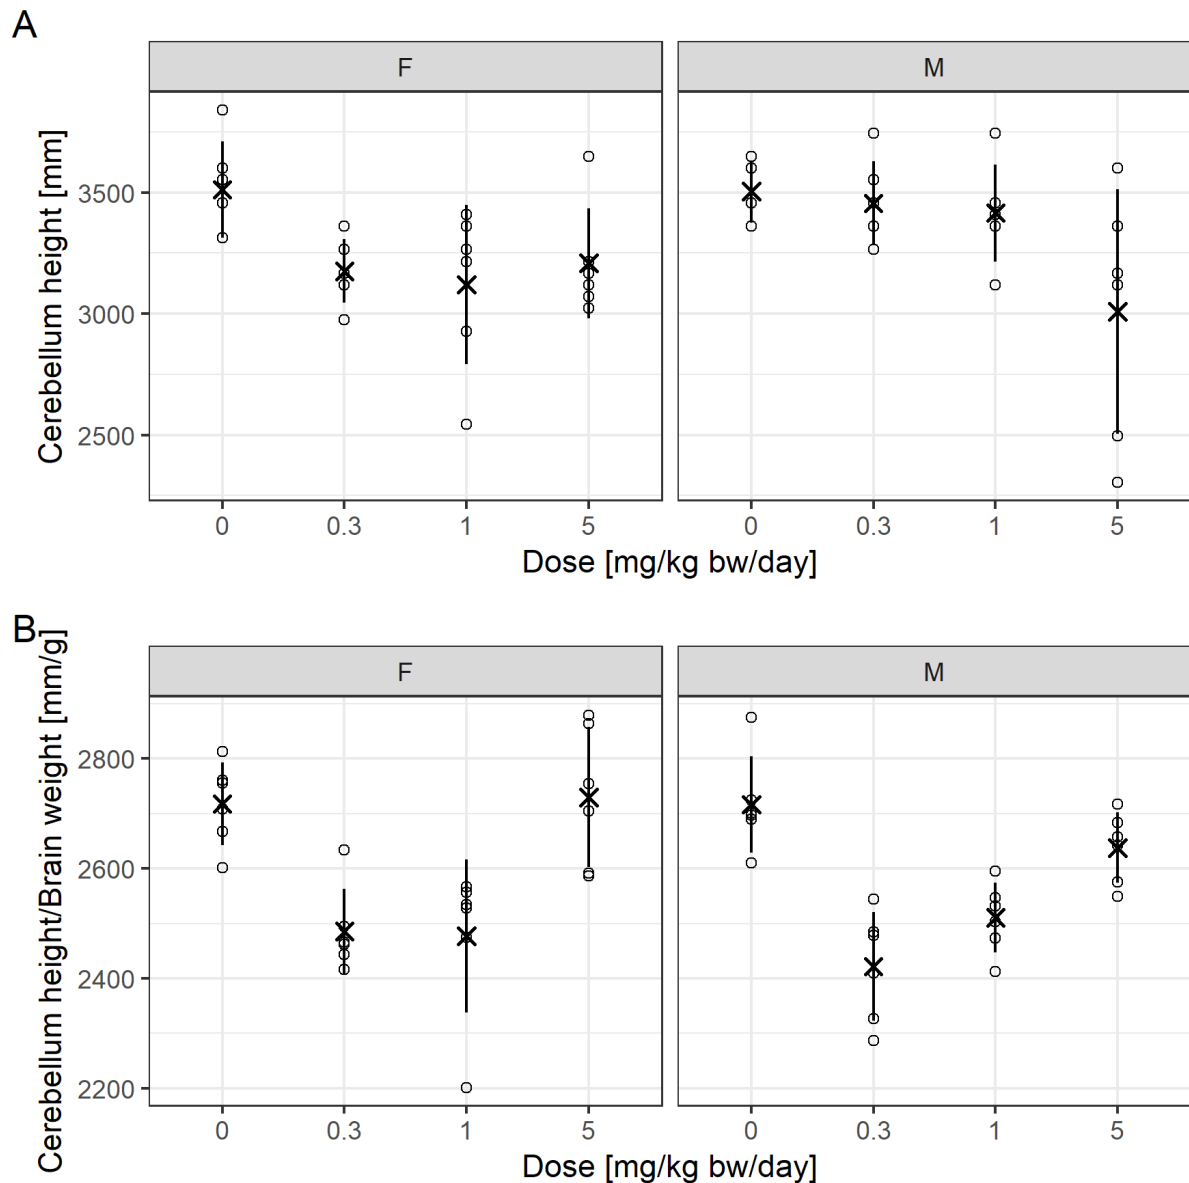 A
F
M
Cerebellum height [mm]
3500
3000
2500
0
0.3
1
5
0
0.3
1
5
Dose [mg/kg bw/day]
B
F
M
Cerebellum height/Brain weight [mm/g]
2800
2600
2400
2200
0
0.3
1
5
0
0.3
1
5
Dose [mg/kg bw/day]